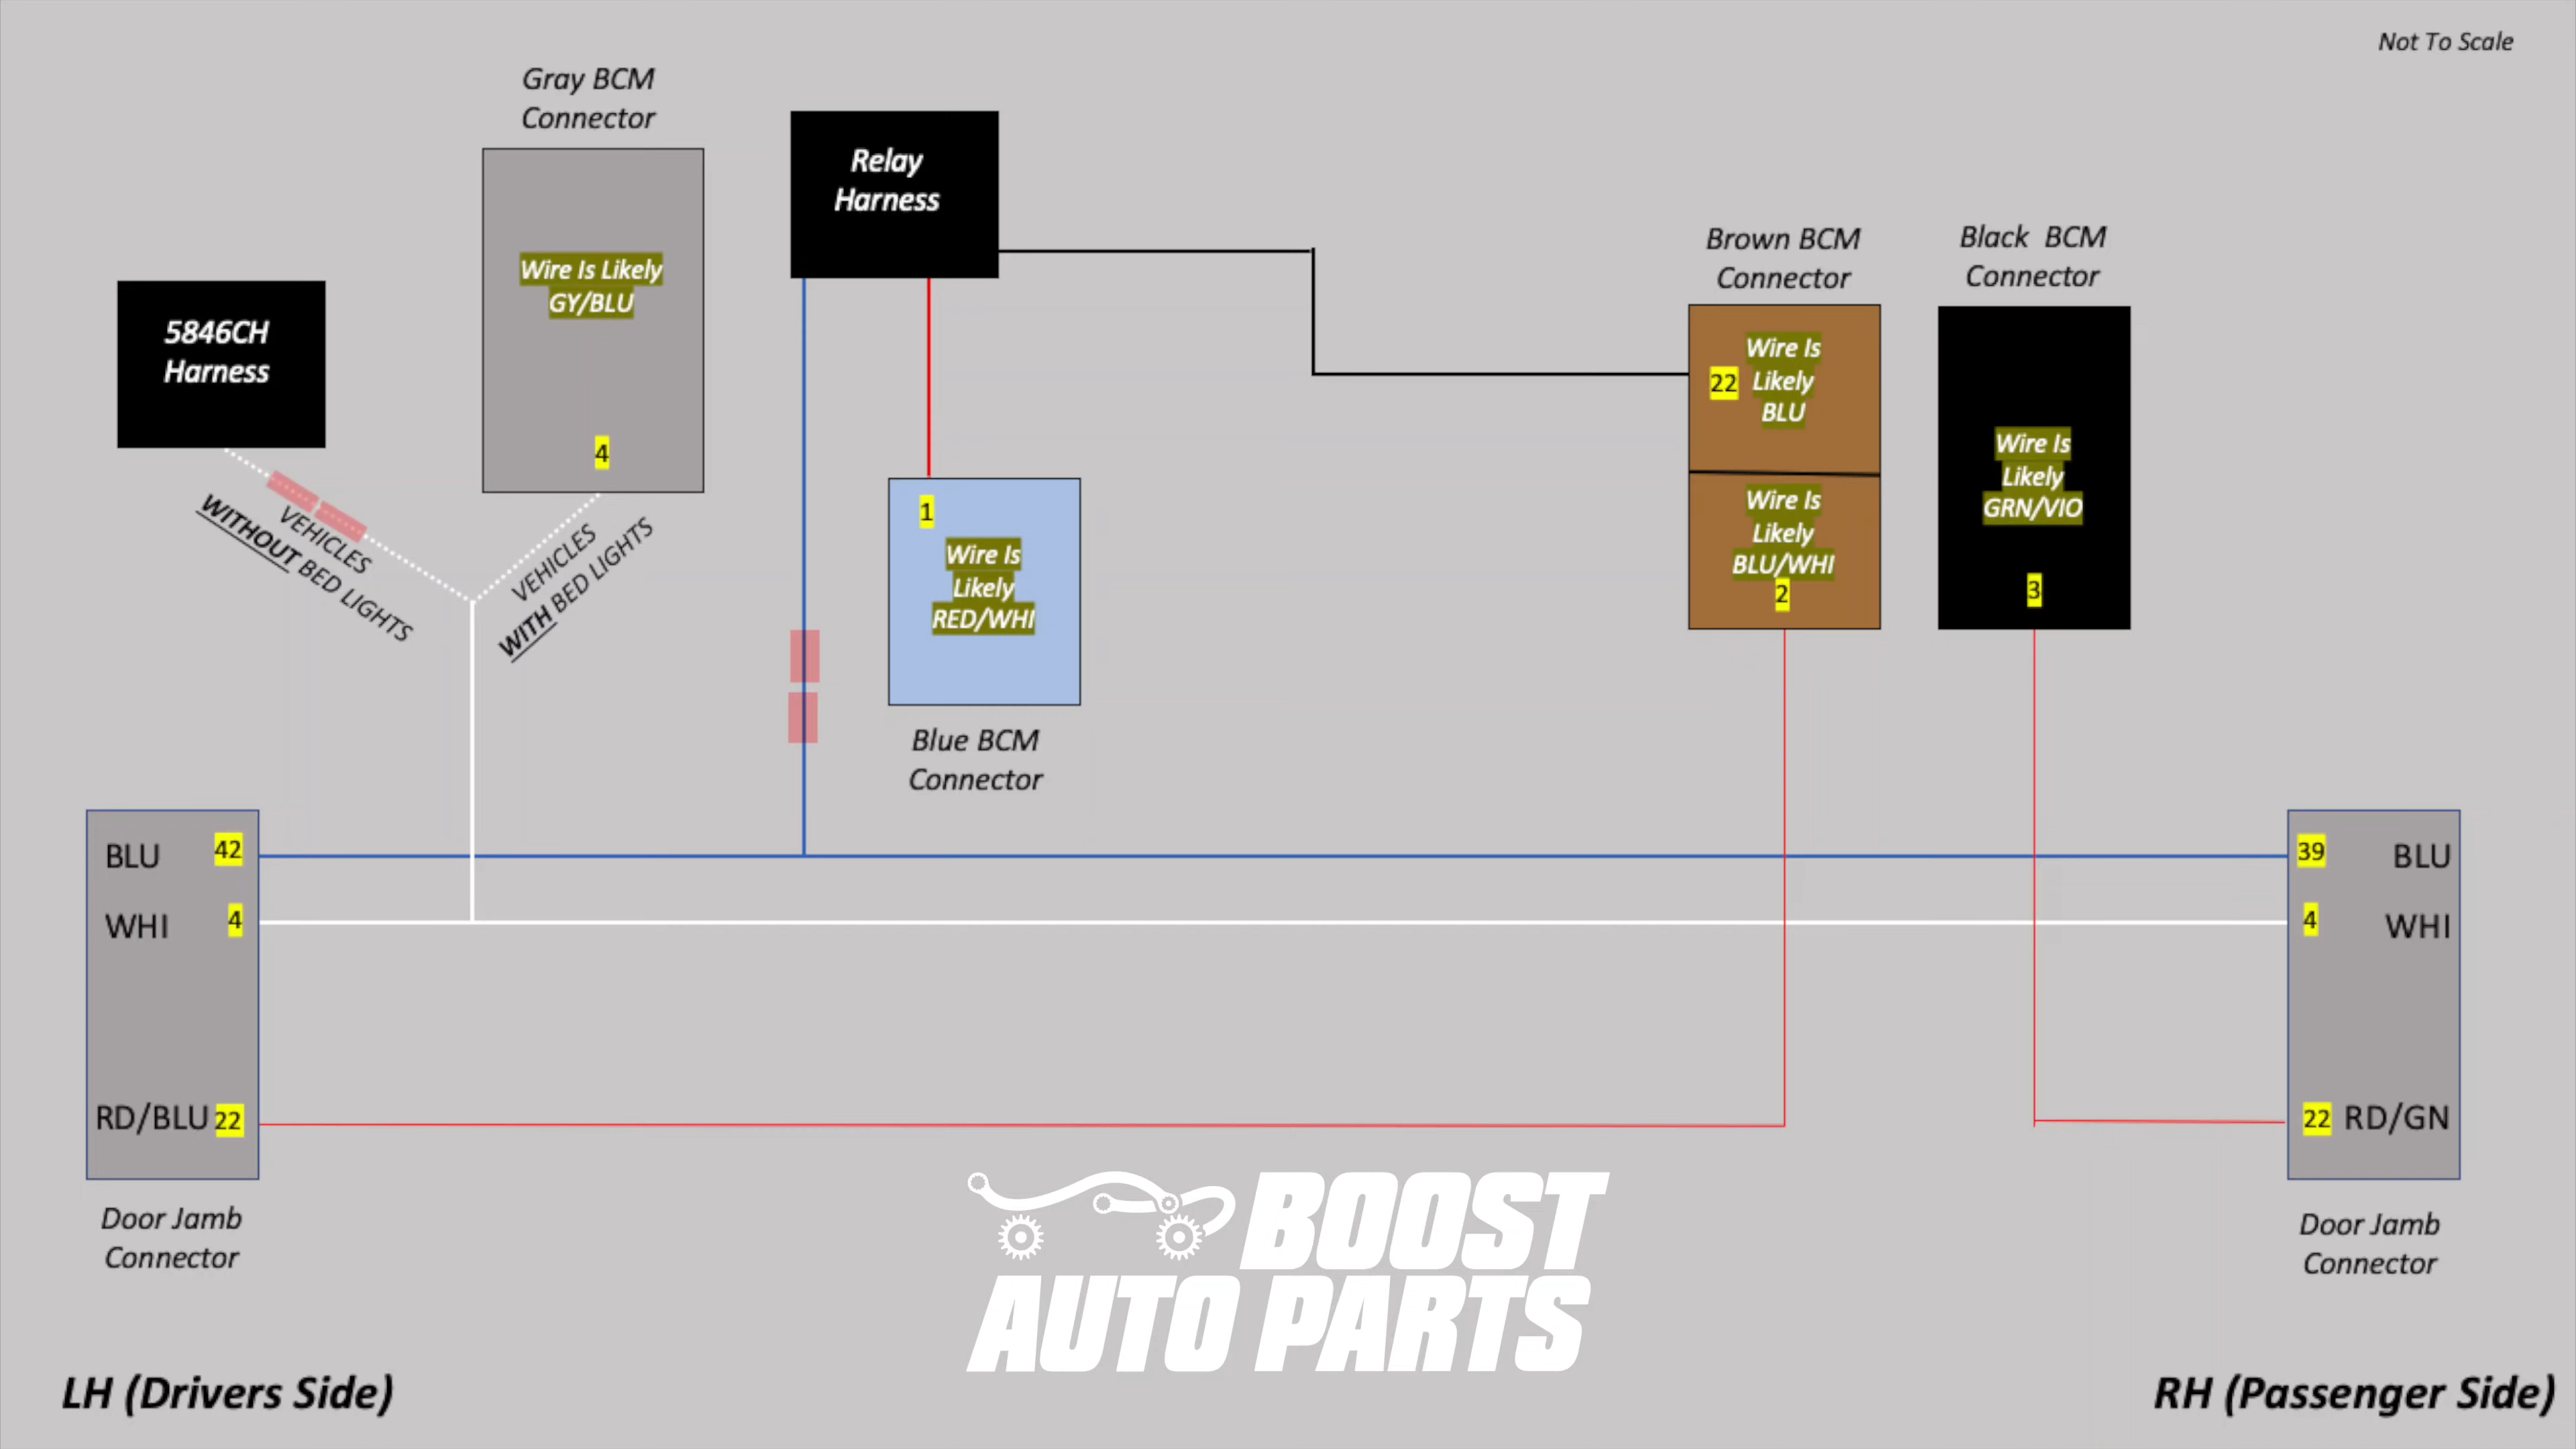 Not To Scale
Gray BCM
Connector
Wire Is Likely
GY/BLU
4
Relay
Harness
5846CH
Harness
VEHICLES
WITHOUT BED LIGHTS
VEHICLES
WITH BED LIGHTS
1
Wire Is
Likely
RED/WHI
Blue BCM
Connector
Brown BCM
Connector
22
Wire Is
Likely
BLU
Wire Is
Likely
BLU/WHI
2
Black BCM
Connector
Wire Is
Likely
GRN/VIO
3
BLU 42
WHI 4
RD/BLU 22
Door Jamb
Connector
39 BLU
4 WHI
22 RD/GN
Door Jamb
Connector
BOOST
AUTO PARTS
LH (Drivers Side)
RH (Passenger Side)